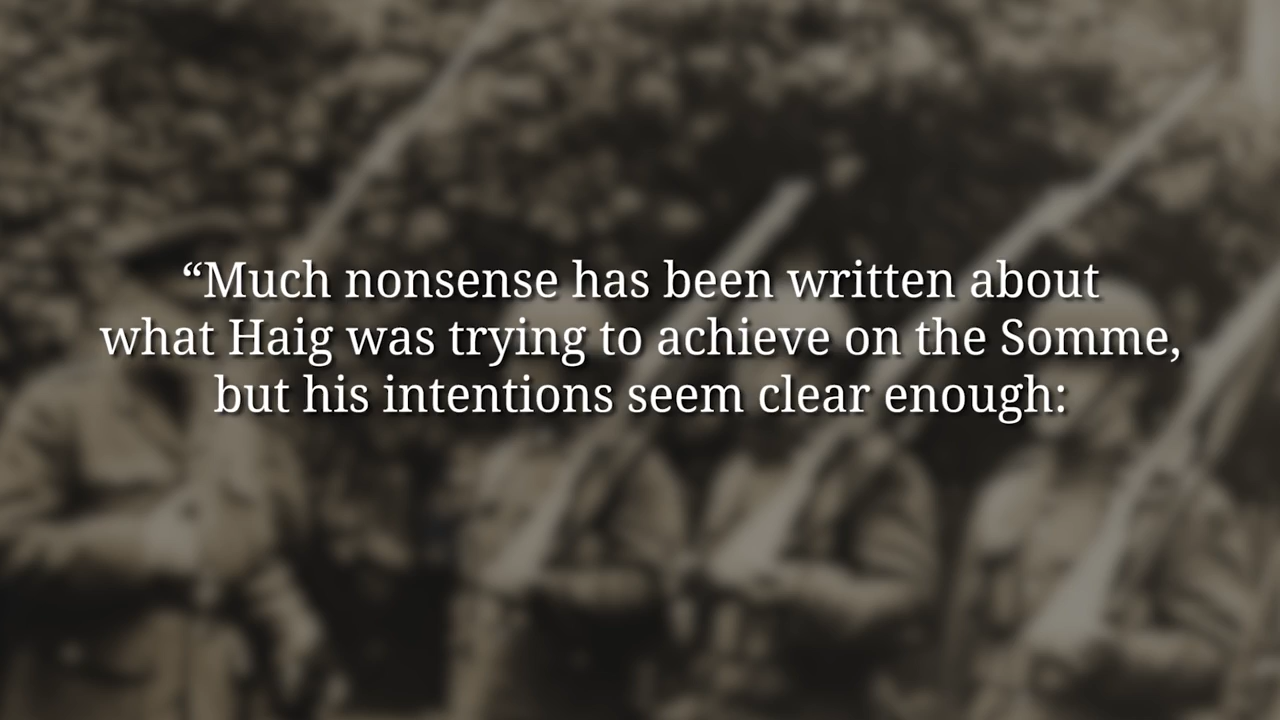 “Much nonsense has been written about
what Haig was trying to achieve on the Somme,
but his intentions seem clear enough: